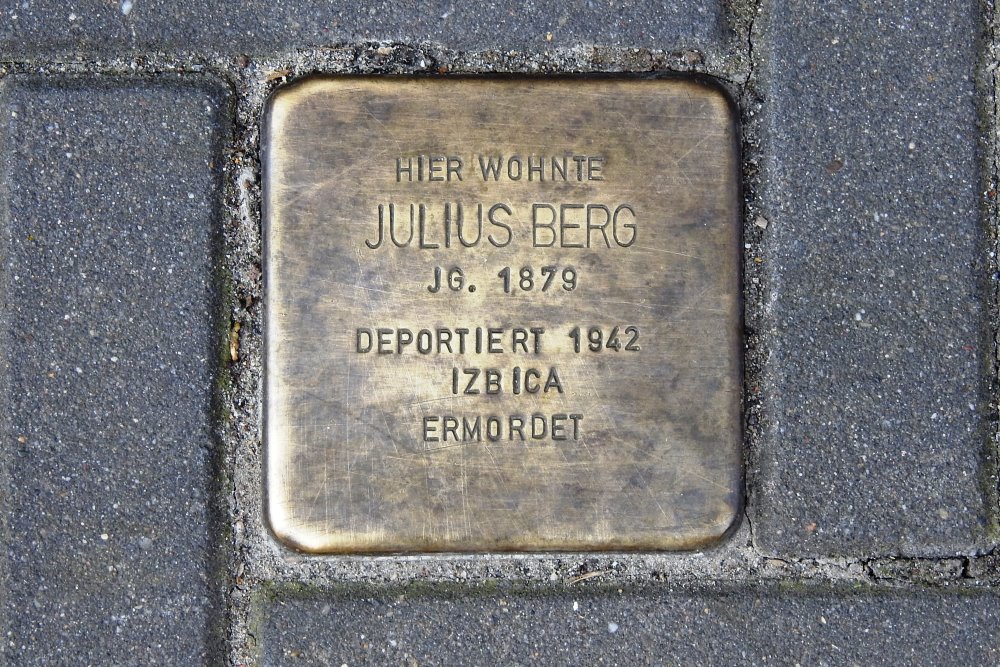 HIER WOHNTE
JULIUS BERG
JG. 1879
DEPORTIERT 1942
IZBICA
ERMORDET